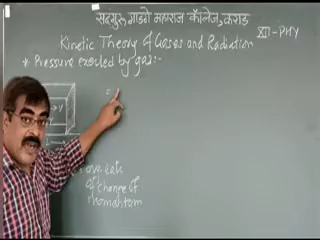 सद्गुरु गाडगे महाराज कॉलेज, कराड
XII - PHY
Kinetic Theory of Gases and Radiation
* Pressure exerted by gas:-
=
y
ave rate
of change of
momentum